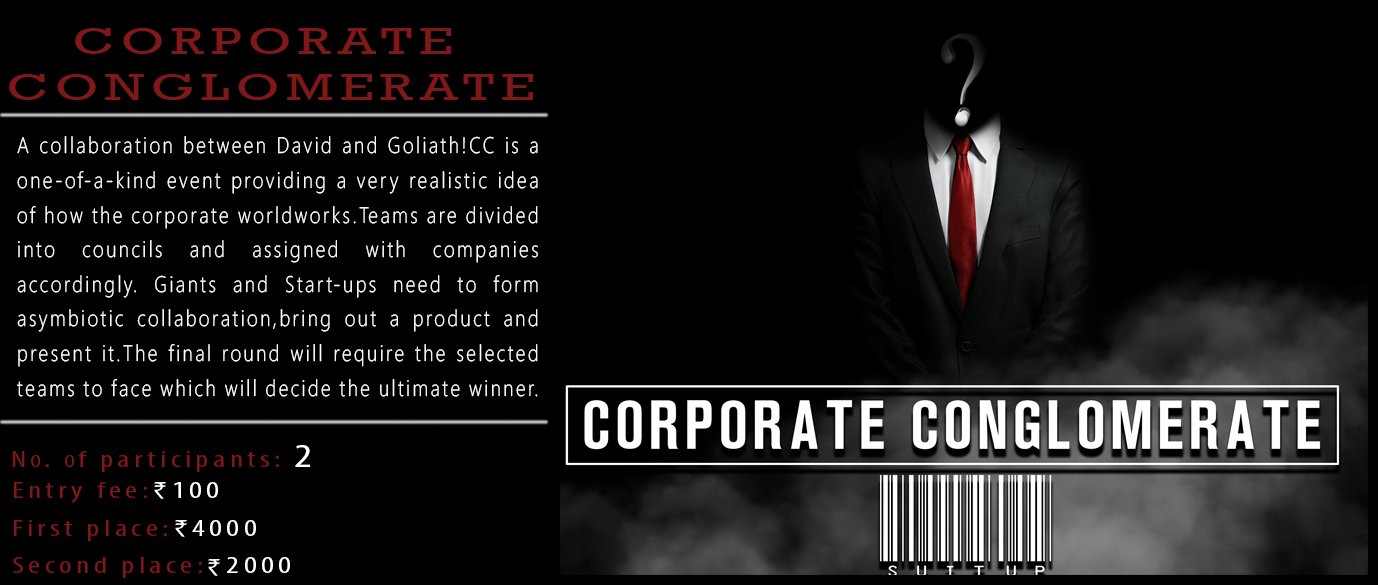 CORPORATE
CONGLOMERATE
A collaboration between David and Goliath!CC is a
one-of-a-kind event providing a very realistic idea
of how the corporate worldworks.Teams are divided
into councils and assigned with companies
accordingly. Giants and Start-ups need to form
asymbiotic collaboration,bring out a product and
present it.The final round will require the selected
teams to face which will decide the ultimate winner.
No. of participants: 2
Entry fee:₹100
First place:₹4000
Second place:₹2000
?
CORPORATE CONGLOMERATE
SUIT UP